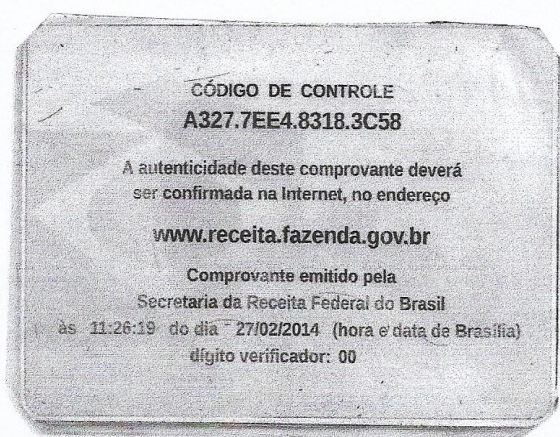 CÓDIGO DE CONTROLE
A327.7EE4.8318.3C58
A autenticidade deste comprovante deverá
ser confirmada na Internet, no endereço
www.receita.fazenda.gov.br
Comprovante emitido pela
Secretaria da Receita Federal do Brasil
às 11:26:19 do dia 27/02/2014 (hora e data de Brasília)
dígito verificador: 00